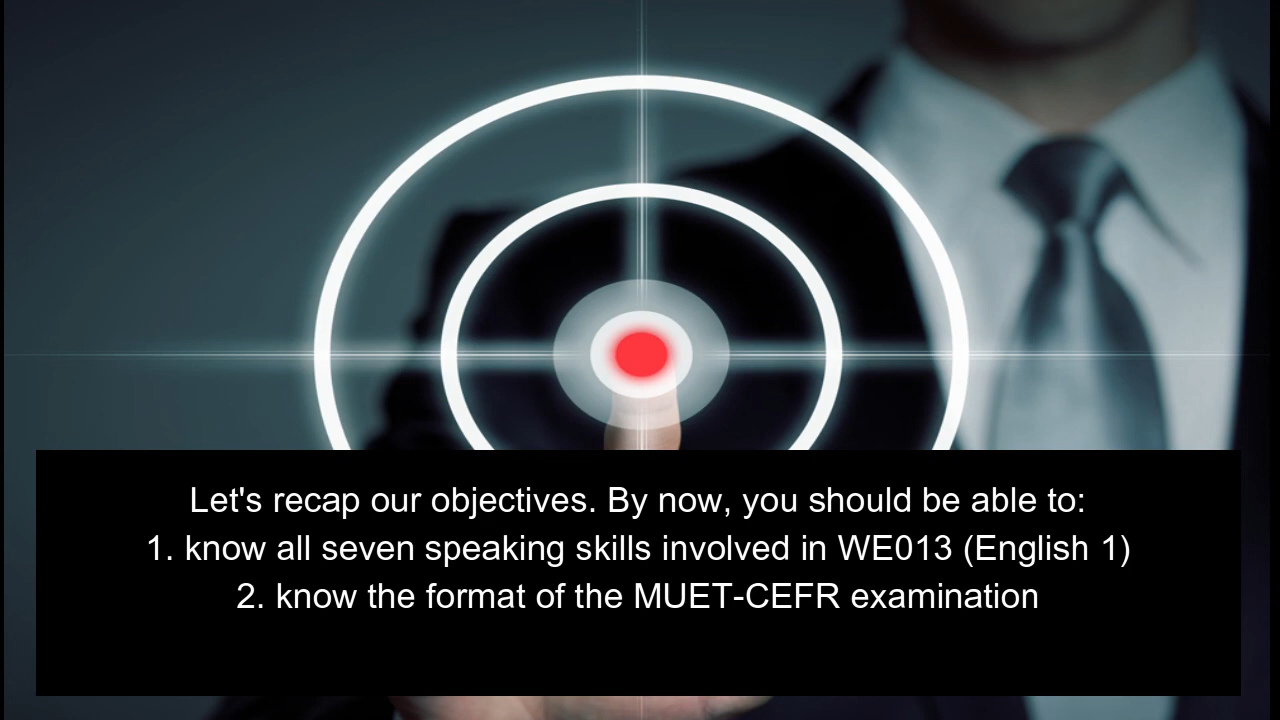 Let's recap our objectives. By now, you should be able to:
1. know all seven speaking skills involved in WE013 (English 1)
2. know the format of the MUET-CEFR examination